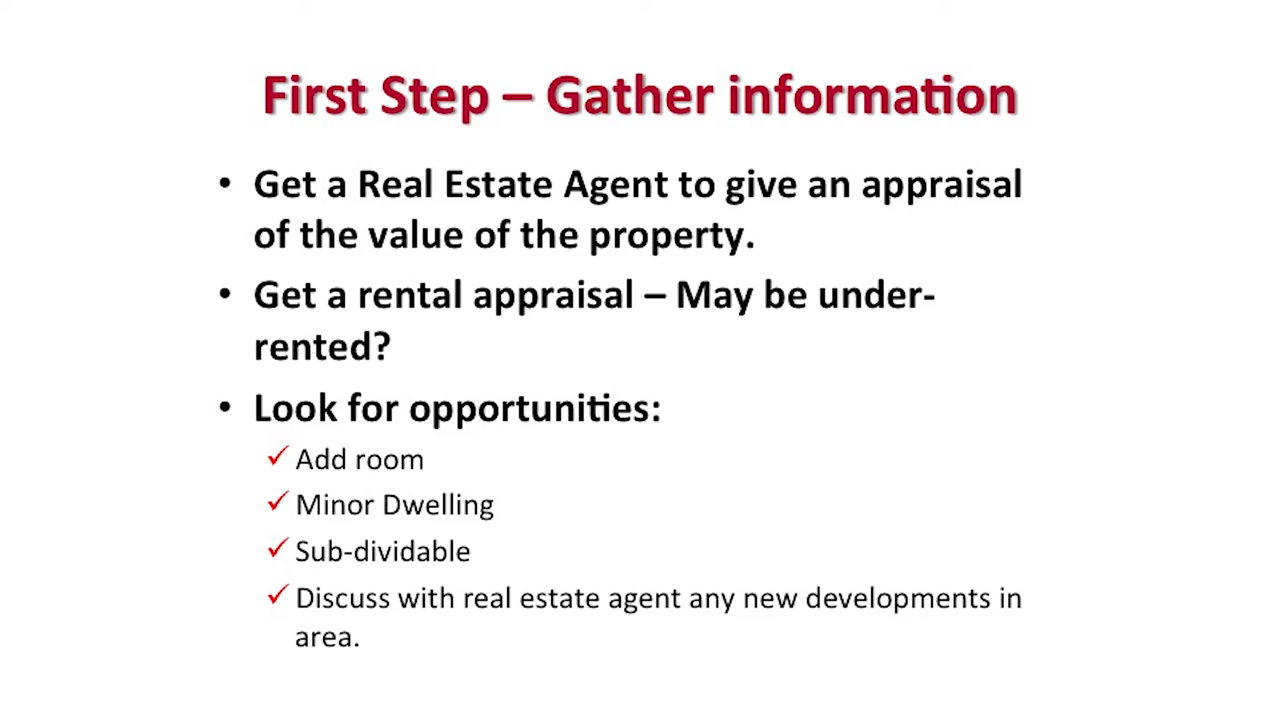 First Step – Gather information
• Get a Real Estate Agent to give an appraisal
of the value of the property.
• Get a rental appraisal – May be under-
rented?
• Look for opportunities:
✓ Add room
✓ Minor Dwelling
✓ Sub-dividable
✓ Discuss with real estate agent any new developments in
area.